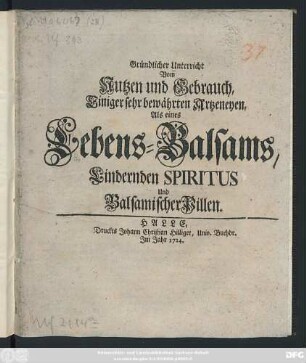 37
Gründlicher Unterricht
Vom
Nutzen und Gebrauch,
Einiger sehr bewährten Artzeneyen,
Als eines
Lebens-Balsams,
Lindernden SPIRITUS
Und
Balsamischer Pillen.
HALLE,
Druckts Johann Christian Hilliger, Univ. Buchdr.
Im Jahr 1724.